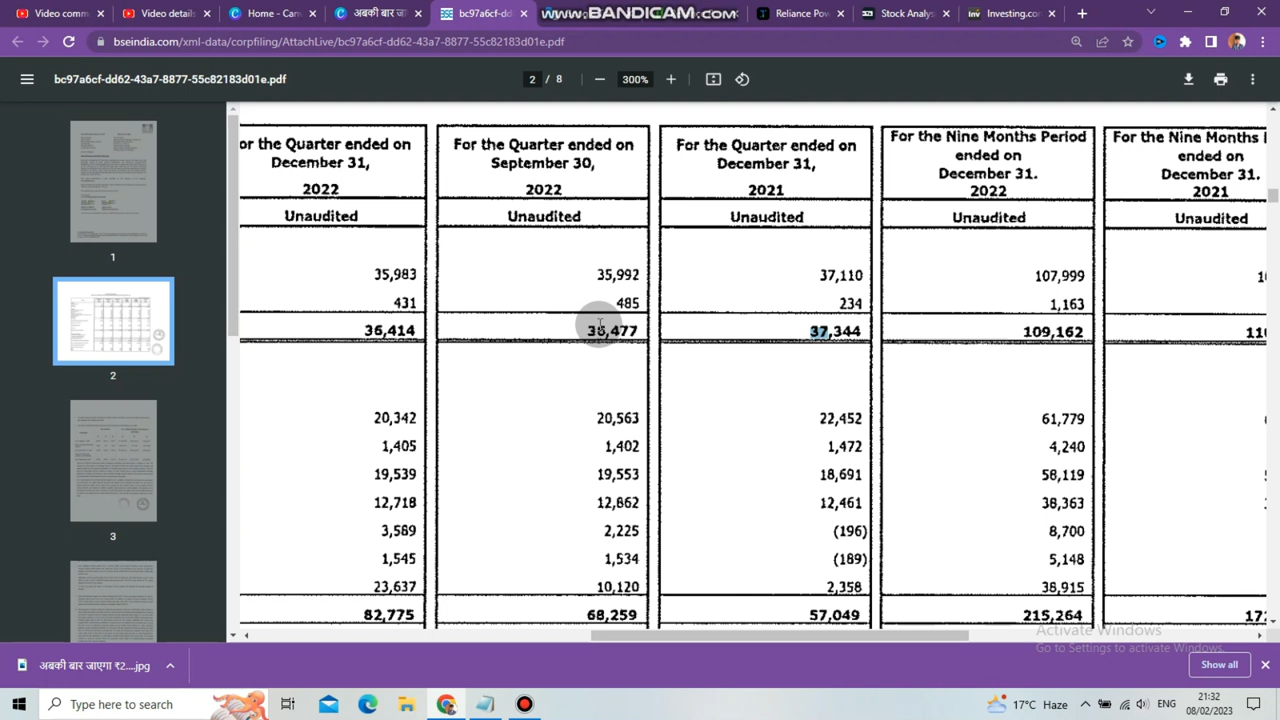 Video comm
Video details
Home - Can
अबकी बार जा
bc97a6cf-dd
www.BANDICAM.com
Reliance Pow
Stock Analys
Investing.co
bseindia.com/xml-data/corpfiling/AttachLive/bc97a6cf-dd62-43a7-8877-55c82183d01e.pdf
bc97a6cf-dd62-43a7-8877-55c82183d01e.pdf
2 / 8
300%
or the Quarter ended on December 31, 2022
For the Quarter ended on September 30, 2022
For the Quarter ended on December 31, 2021
For the Nine Months Period ended on December 31. 2022
For the Nine Months ended on December 31. 2021
Unaudited Unaudited Unaudited Unaudited Unaudited
35,983 35,992 37,110 107,999
431 485 234 1,163
36,414 36,477 37,344 109,162 11
20,342 20,563 22,452 61,779
1,405 1,402 1,472 4,240
19,539 19,553 18,691 58,119
12,718 12,862 12,461 38,363
3,589 2,225 (196) 8,700
1,545 1,534 (189) 5,148
23,637 10,120 2,358 38,915
82,775 68,259 57,049 215,264 17
1
2
3
Activate Windows
Go to Settings to activate Windows.
अबकी बार जाएगा ₹2....jpg
Show all
Type here to search
17°C Haze
ENG
21:32
08/02/2023